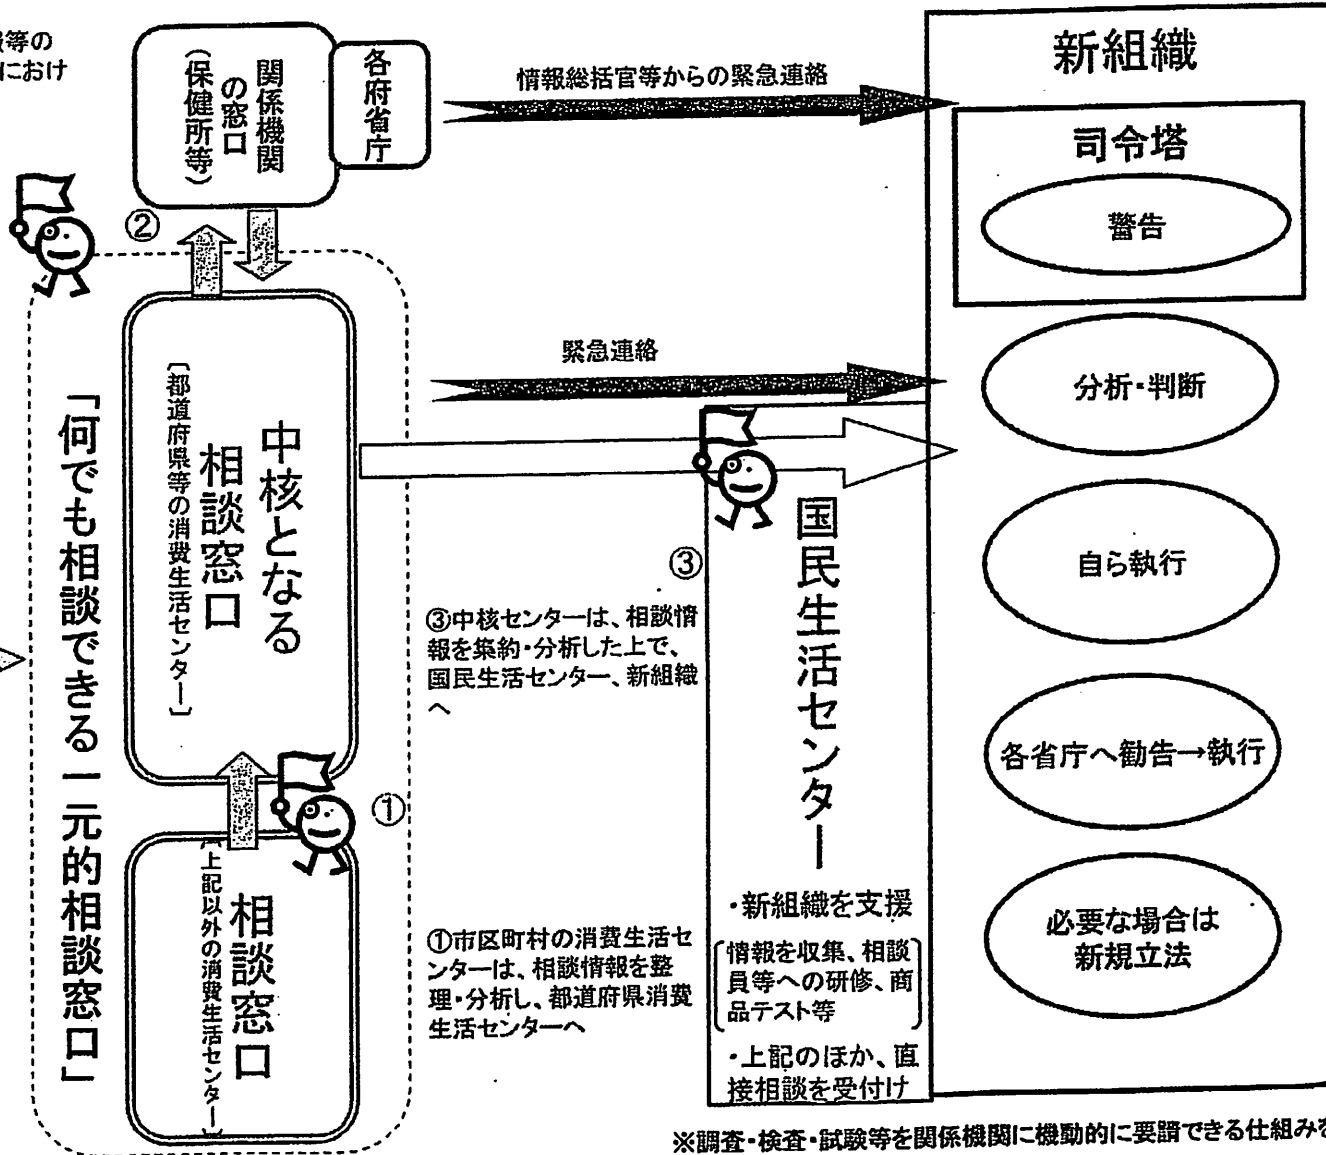 報等の
におけ
関係機関
の窓口
(保健所等)
各府省庁
情報総括官等からの緊急連絡
新組織
司令塔
警告
②
緊急連絡
分析・判断
「何でも相談できる一元的相談窓口」
中核となる
相談窓口
[都道府県等の消費生活センター]
③
国民生活センター
自ら執行
③中核センターは、相談情
報を集約・分析した上で、
国民生活センター、新組織
へ
各省庁へ勧告→執行
①
相談窓口
[上記以外の消費生活センター]
①市区町村の消費生活セ
ンターは、相談情報を整
理・分析し、都道府県消費
生活センターへ
・新組織を支援
情報を収集、相談
員等への研修、商
品テスト等
・上記のほか、直
接相談を受付け
必要な場合は
新規立法
※調査・検査・試験等を関係機関に機動的に要請できる仕組みを